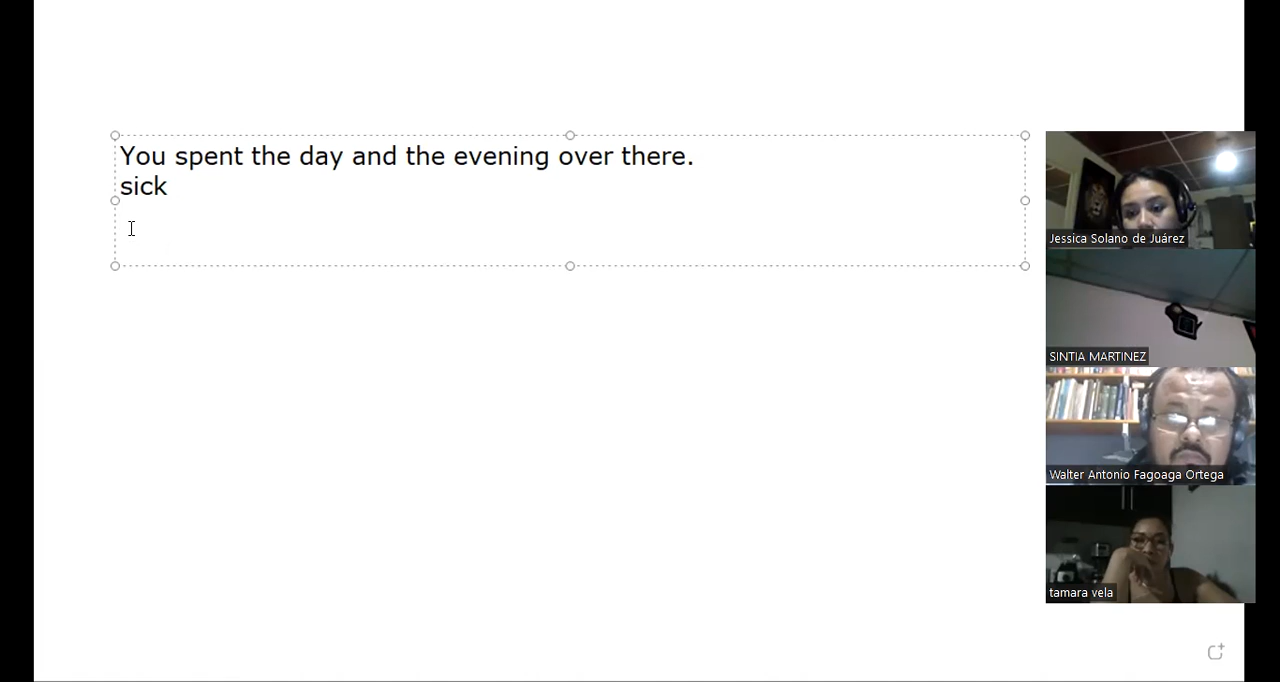 You spent the day and the evening over there.
sick
Jessica Solano de Juárez
SINTIA MARTINEZ
Walter Antonio Fagoaga Ortega
tamara vela